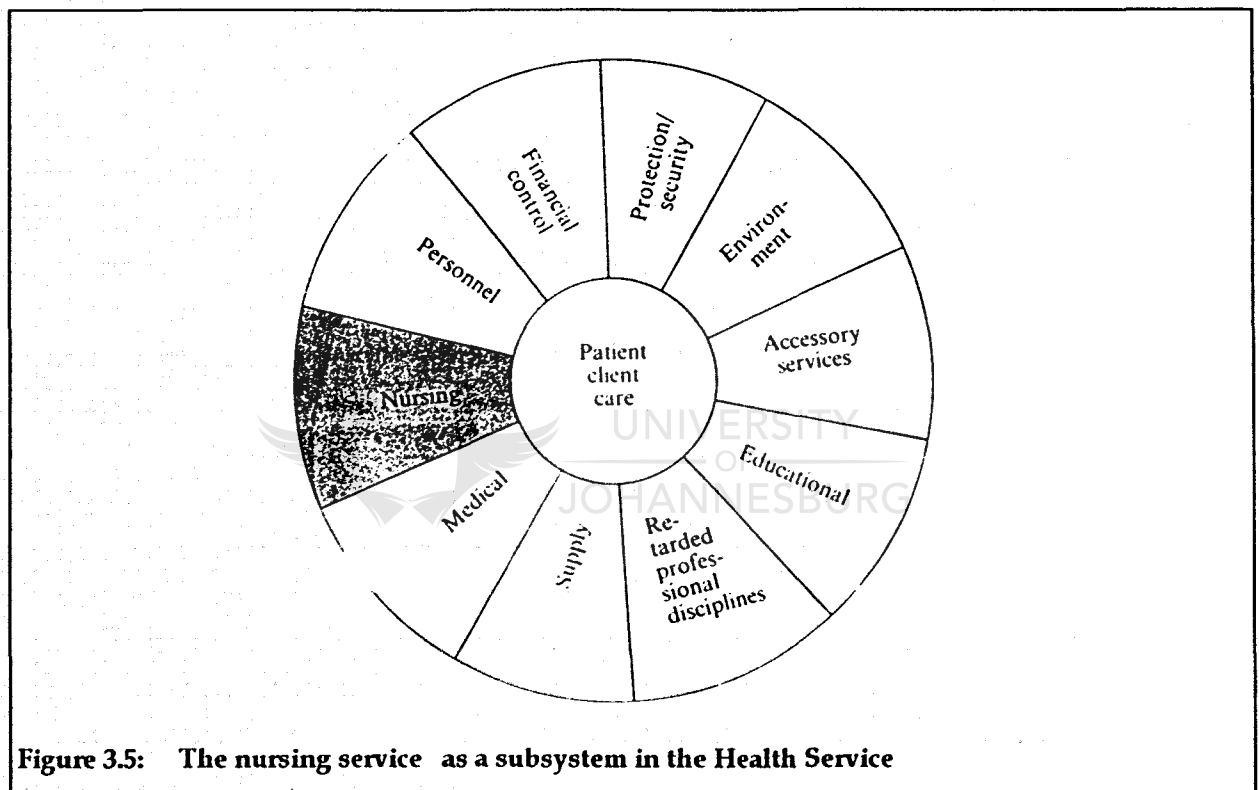 Financial
control
Protection/
security
Environ-
ment
Accessory
services
Educational
Re-
tarded
profes-
sional
disciplines
Supply
Medical
Nursing
Personnel
Patient
client
care
UNIVERSITY
OF
JOHANNESBURG
Figure 3.5: The nursing service as a subsystem in the Health Service